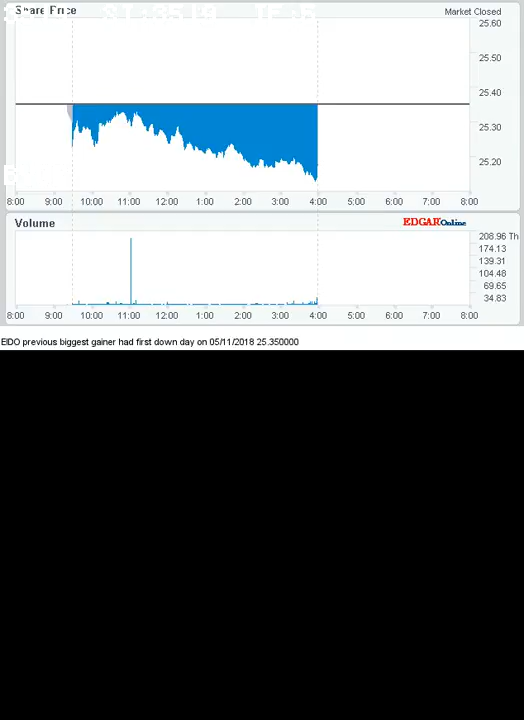 Share Price
Market Closed
25.60
25.50
25.40
25.30
25.20
8:00 9:00 10:00 11:00 12:00 1:00 2:00 3:00 4:00 5:00 6:00 7:00 8:00
Volume
EDGAR Online
208.96 Th
174.13
139.31
104.48
69.65
34.83
8:00 9:00 10:00 11:00 12:00 1:00 2:00 3:00 4:00 5:00 6:00 7:00 8:00
EIDO previous biggest gainer had first down day on 05/11/2018 25.350000